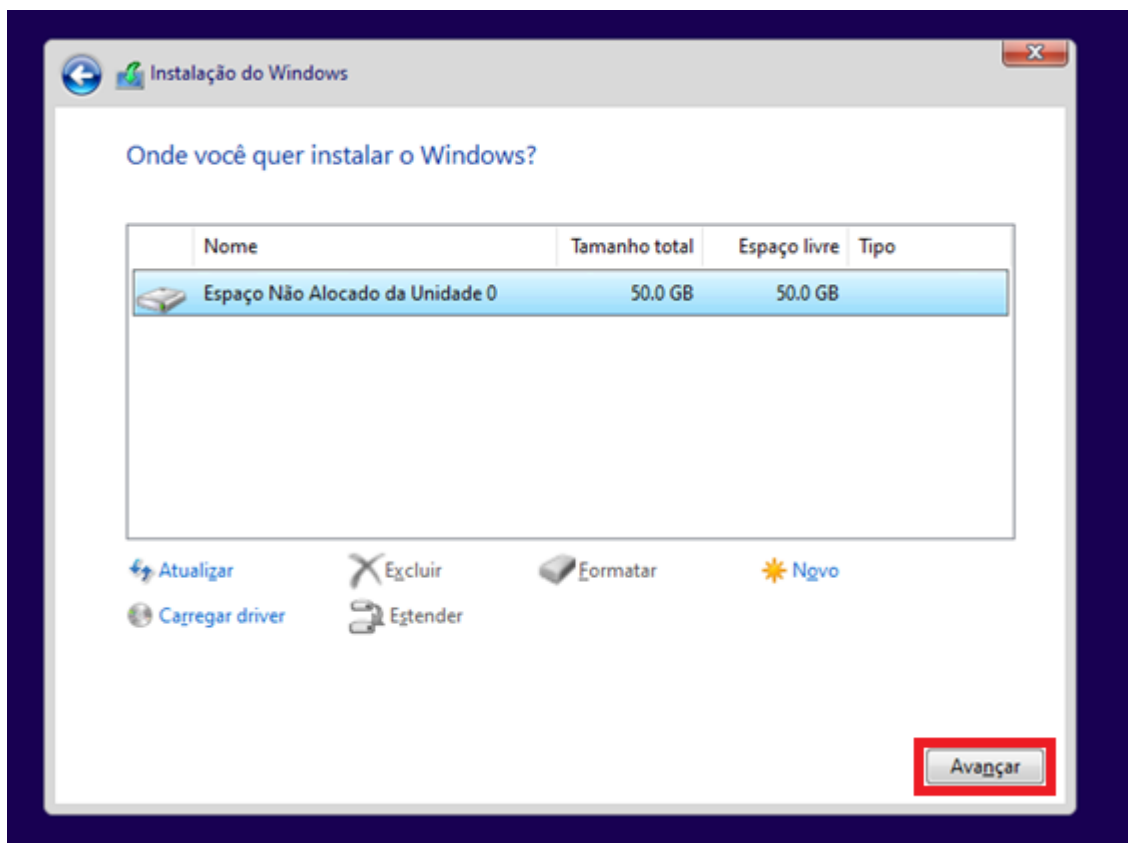 Instalação do Windows
Onde você quer instalar o Windows?
Nome Tamanho total Espaço livre Tipo
Espaço Não Alocado da Unidade 0 50.0 GB 50.0 GB
Atualizar Excluir Formatar Novo
Carregar driver Estender
Avançar